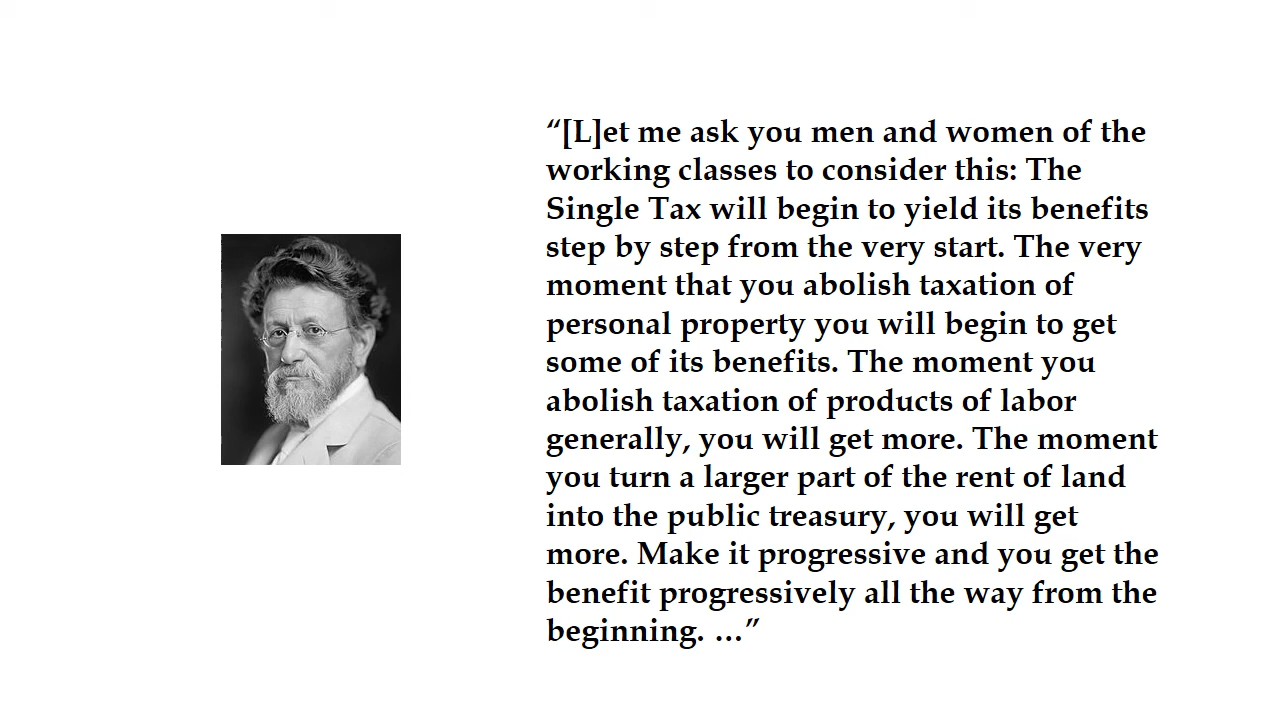 “[L]et me ask you men and women of the
working classes to consider this: The
Single Tax will begin to yield its benefits
step by step from the very start. The very
moment that you abolish taxation of
personal property you will begin to get
some of its benefits. The moment you
abolish taxation of products of labor
generally, you will get more. The moment
you turn a larger part of the rent of land
into the public treasury, you will get
more. Make it progressive and you get the
benefit progressively all the way from the
beginning. …”